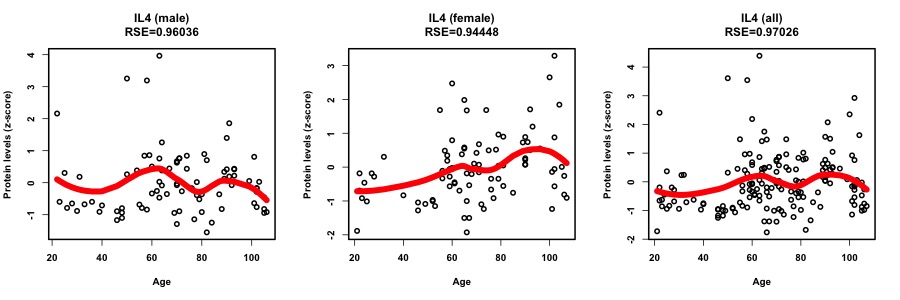 IL4 (male)
RSE=0.96036
Protein levels (z-score)
4
3
2
1
0
-1
20
40
60
80
100
Age
IL4 (female)
RSE=0.94448
Protein levels (z-score)
3
2
1
0
-1
-2
20
40
60
80
100
Age
IL4 (all)
RSE=0.97026
Protein levels (z-score)
4
3
2
1
0
-1
-2
20
40
60
80
100
Age